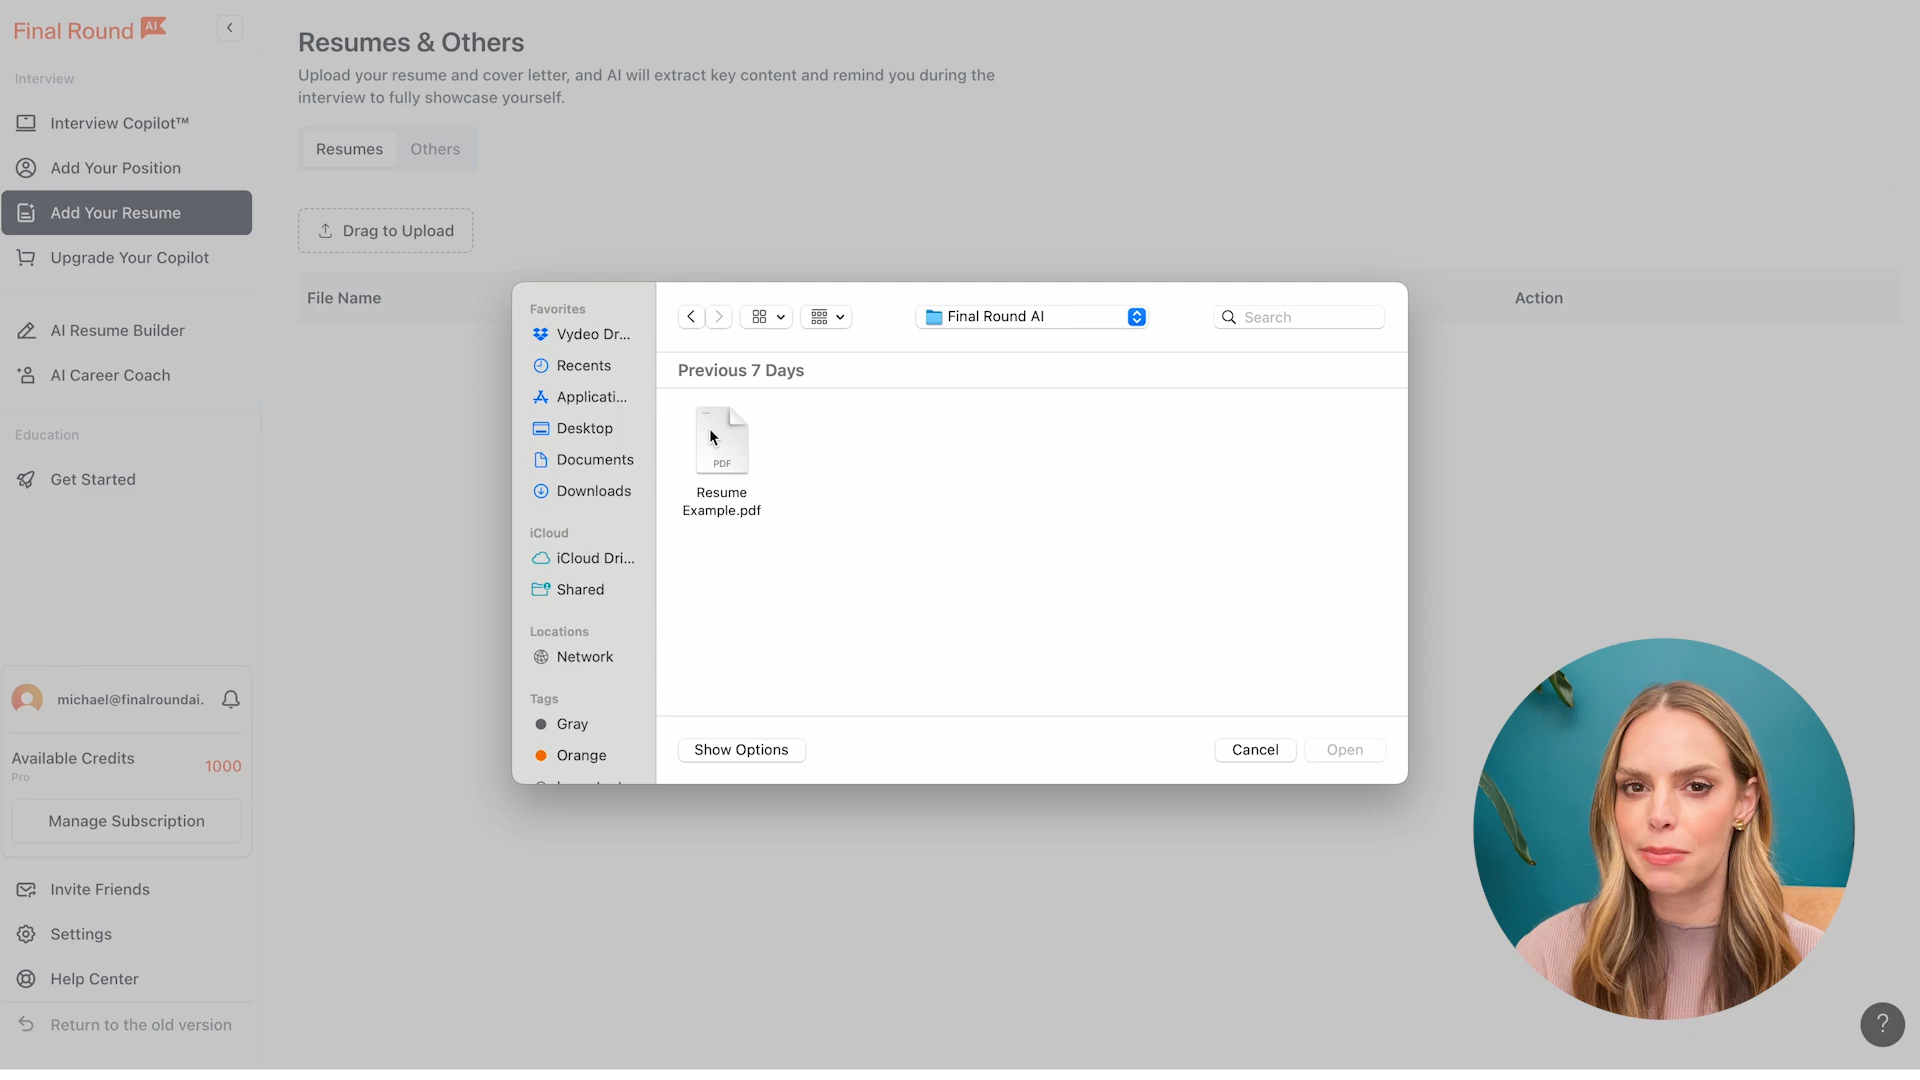 Final Round AI
Interview
Interview Copilot™
Add Your Position
Add Your Resume
Upgrade Your Copilot
AI Resume Builder
AI Career Coach
Education
Get Started
michael@finalroundai.
Available Credits
Pro
1000
Manage Subscription
Invite Friends
Settings
Help Center
Return to the old version
Resumes & Others
Upload your resume and cover letter, and AI will extract key content and remind you during the
interview to fully showcase yourself.
Resumes
Others
Drag to Upload
File Name
Action
Favorites
Vydeo Dr...
Recents
Applicati...
Desktop
Documents
Downloads
iCloud
iCloud Dri...
Shared
Locations
Network
Tags
Gray
Orange
Final Round AI
Search
Previous 7 Days
PDF
Resume
Example.pdf
Show Options
Cancel
Open
?